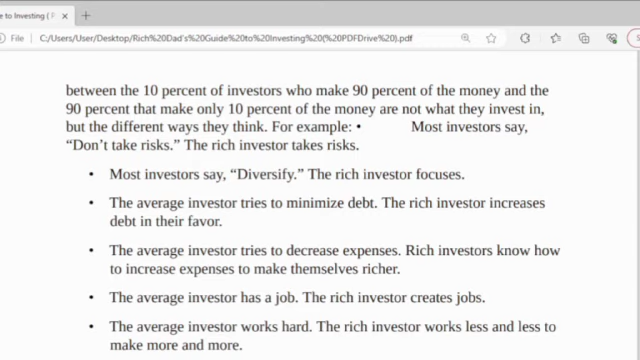 e to Investing ( P
File
C:/Users/User/Desktop/Rich%20Dad's%20Guide%20to%20Investing%20(%20PDFDrive%20).pdf
S
between the 10 percent of investors who make 90 percent of the money and the
90 percent that make only 10 percent of the money are not what they invest in,
but the different ways they think. For example: • Most investors say,
“Don’t take risks.” The rich investor takes risks.
• Most investors say, “Diversify.” The rich investor focuses.
• The average investor tries to minimize debt. The rich investor increases
debt in their favor.
• The average investor tries to decrease expenses. Rich investors know how
to increase expenses to make themselves richer.
• The average investor has a job. The rich investor creates jobs.
• The average investor works hard. The rich investor works less and less to
make more and more.